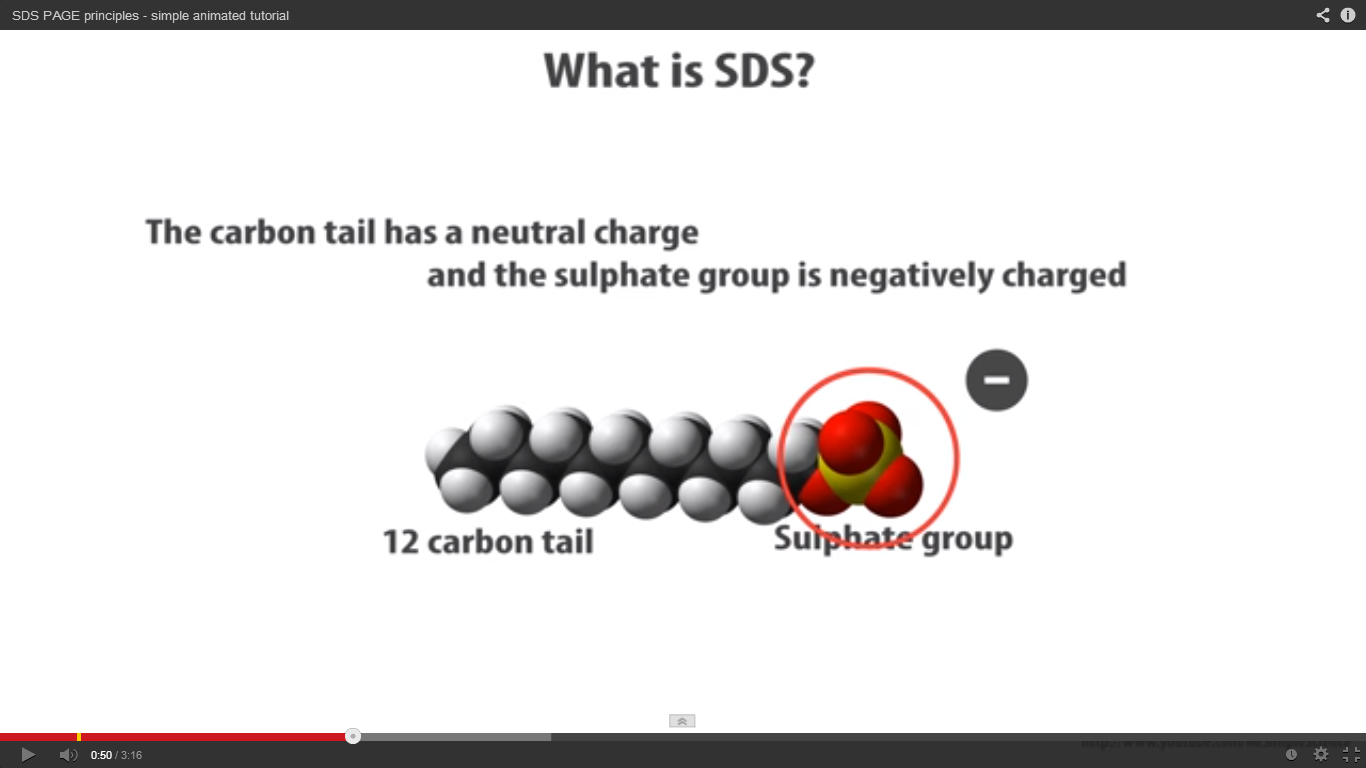 SDS PAGE principles - simple animated tutorial
What is SDS?
The carbon tail has a neutral charge
and the sulphate group is negatively charged
12 carbon tail
Sulphate group
0:50 / 3:16